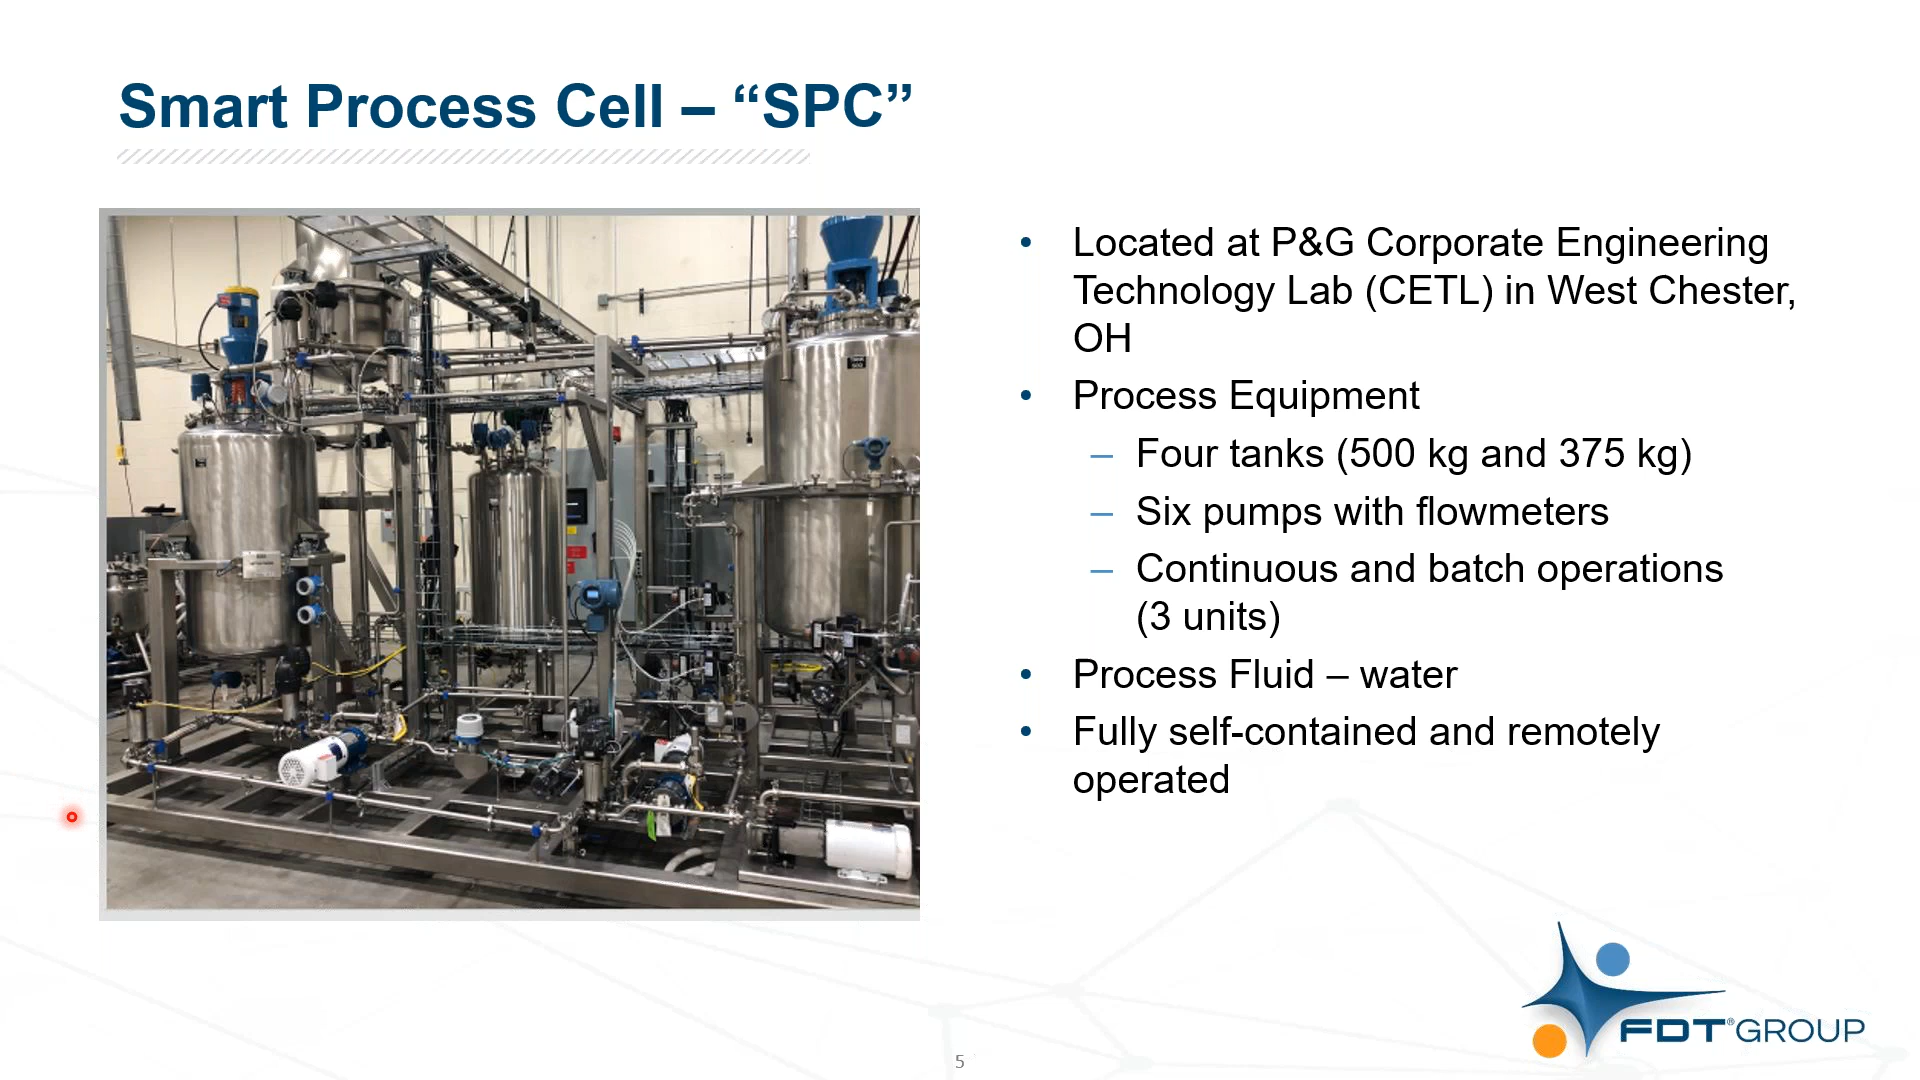 Smart Process Cell – “SPC”
• Located at P&G Corporate Engineering
Technology Lab (CETL) in West Chester,
OH
• Process Equipment
– Four tanks (500 kg and 375 kg)
– Six pumps with flowmeters
– Continuous and batch operations
(3 units)
• Process Fluid – water
• Fully self-contained and remotely
operated
FDT® GROUP
5